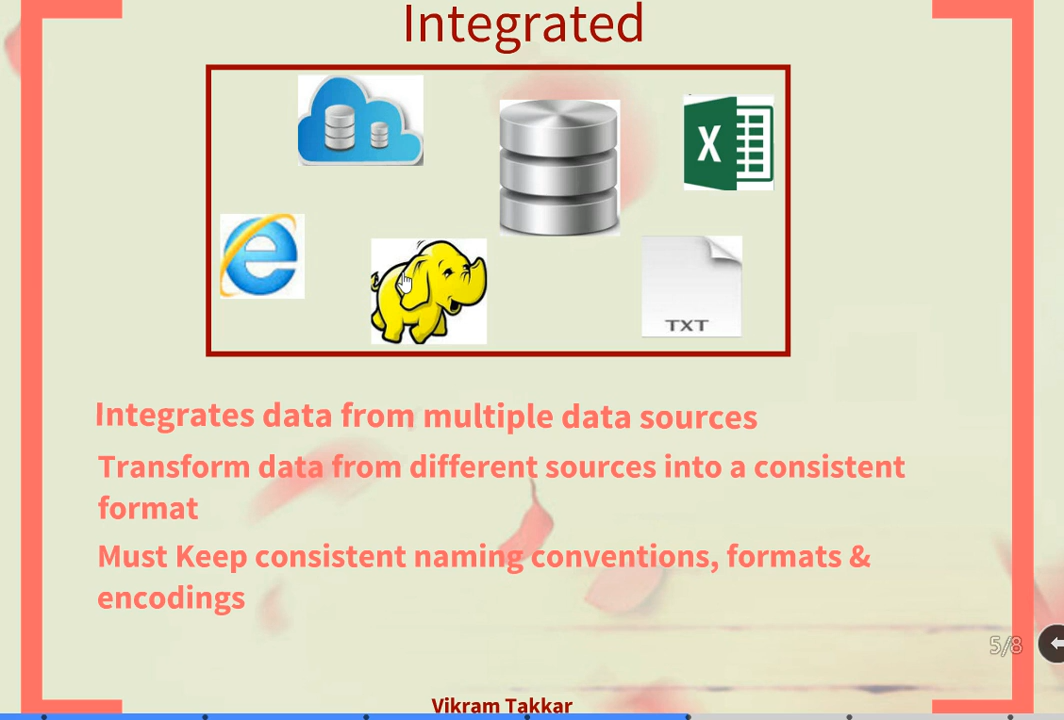 Integrated
X
e
TXT
Integrates data from multiple data sources
Transform data from different sources into a consistent
format
Must Keep consistent naming conventions, formats &
encodings
5/8
Vikram Takkar